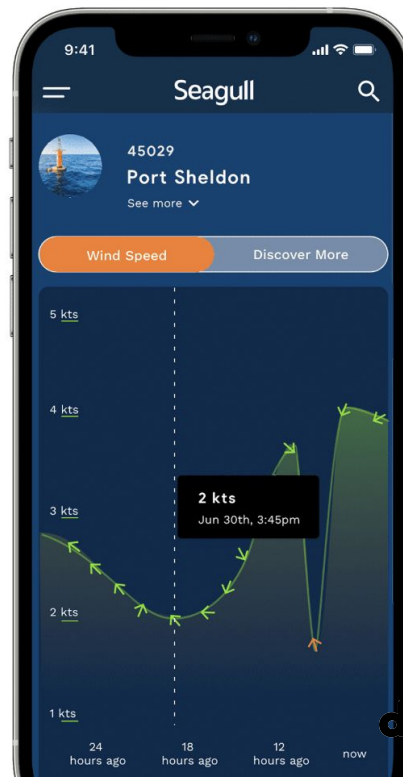 9:41
Seagull
45029
Port Sheldon
See more
Wind Speed
Discover More
5 kts
4 kts
3 kts
2 kts
1 kts
2 kts
Jun 30th, 3:45pm
24
hours ago
18
hours ago
12
hours ago
now